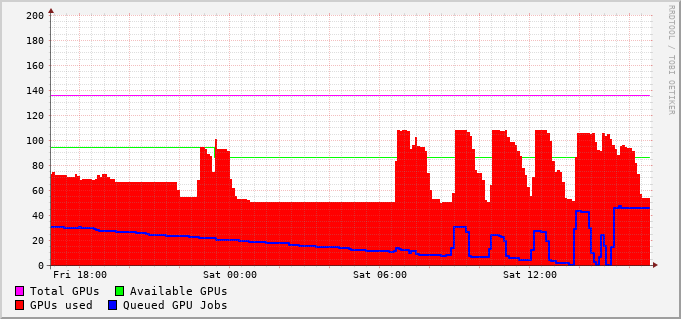 200
180
160
140
120
100
80
60
40
20
0
Fri 18:00 Sat 00:00 Sat 06:00 Sat 12:00
Total GPUs Available GPUs
GPUs used Queued GPU Jobs
RRDTOOL / TOBI OETIKER